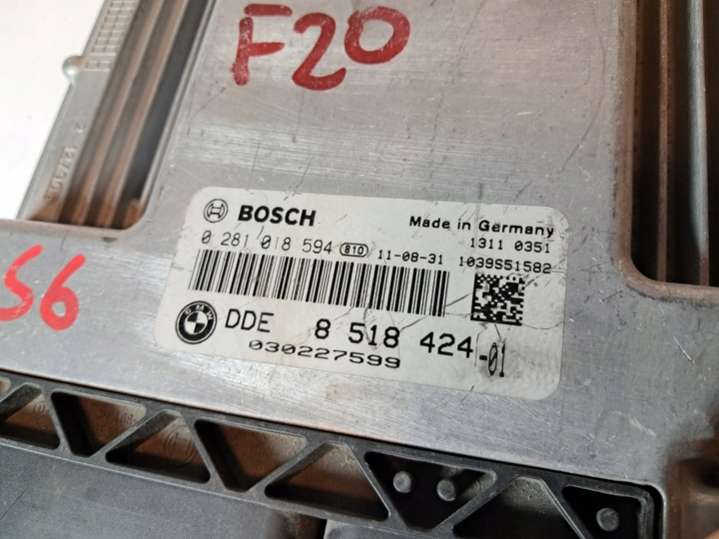 F20
S6
BOSCH
Made in Germany
0 281 018 594 810 11-08-31
1311 0351
1039S51582
BMW
DDE 8 518 424 -01
030227599